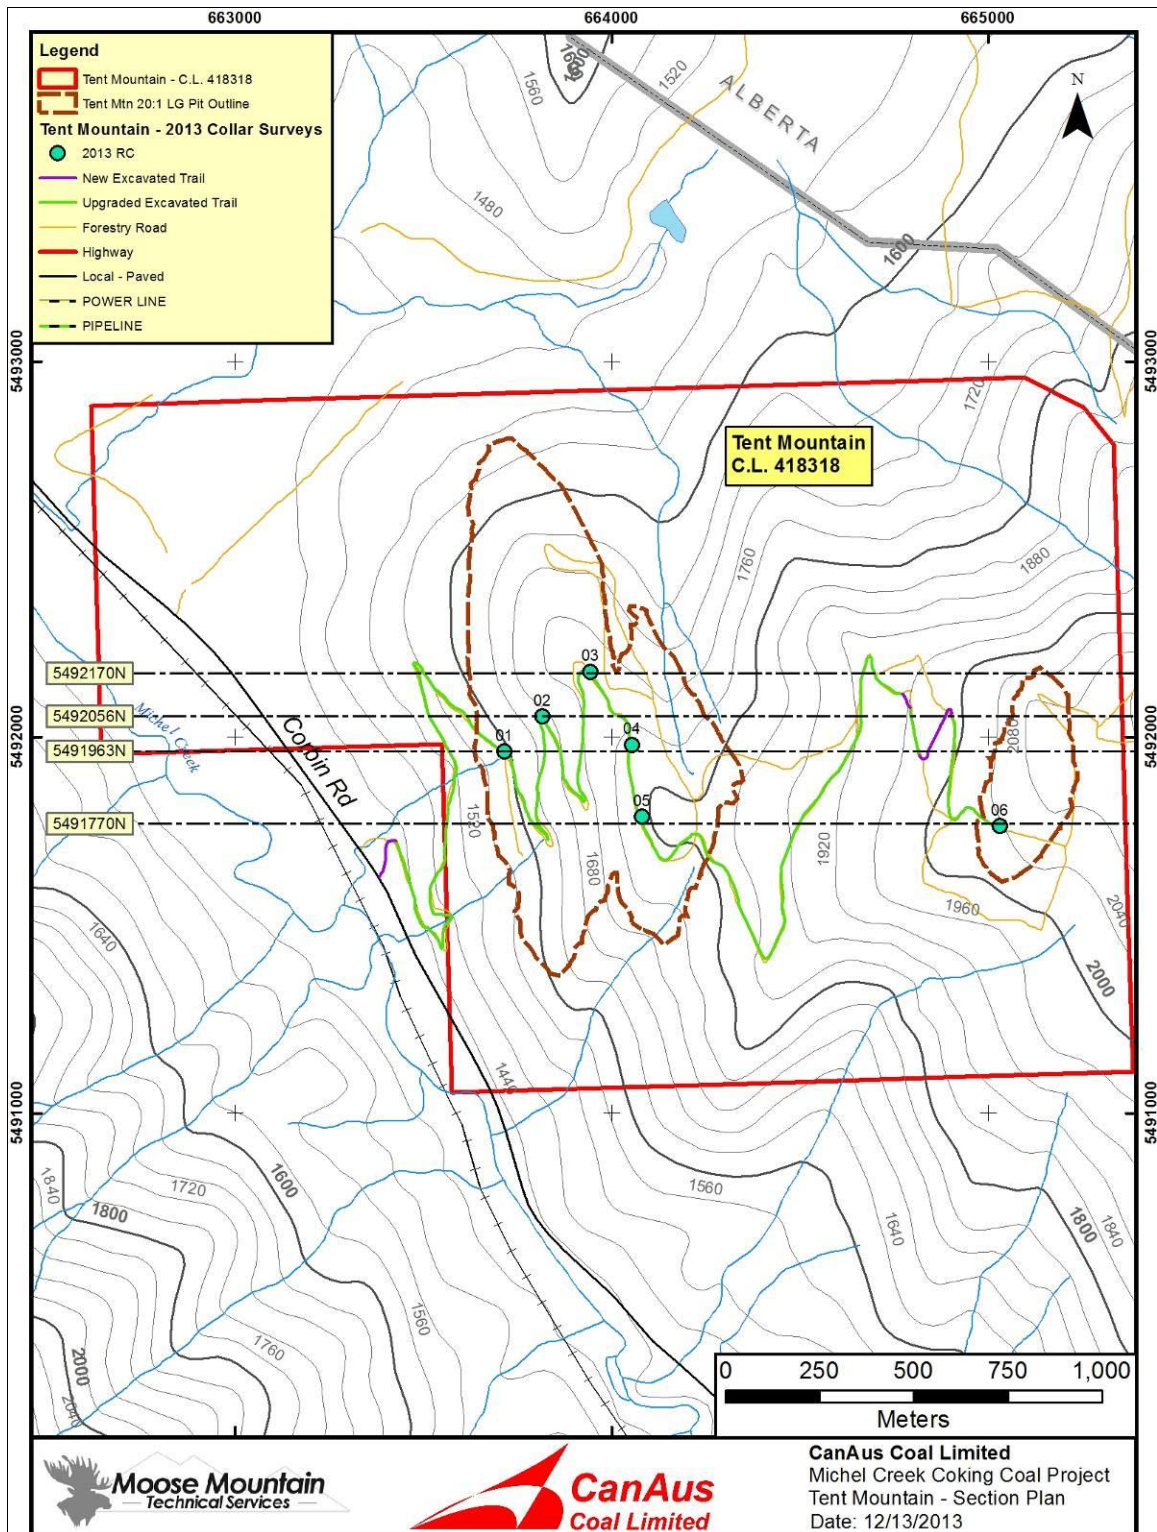 663000
664000
665000
Legend
Tent Mountain - C.L. 418318
Tent Mtn 20:1 LG Pit Outline
Tent Mountain - 2013 Collar Surveys
2013 RC
New Excavated Trail
Upgraded Excavated Trail
Forestry Road
Highway
Local - Paved
POWER LINE
PIPELINE
1600
1560
1520
ALBERTA
N
1480
1600
5493000
5493000
1720
Tent Mountain
C.L. 418318
1760
1880
5492170N
03
5492056N
02
Michel Creek
Corbin Rd
5492000
5492000
2080
5491963N
01
04
5491770N
05
06
1520
1920
1680
1960
2040
1640
2000
1440
5491000
5491000
1600
1560
1840
1720
1800
1640
1800
1840
1560
1760
2000
2040
0 250 500 750 1,000
Meters
Moose Mountain
Technical Services
CanAus
Coal Limited
CanAus Coal Limited
Michel Creek Coking Coal Project
Tent Mountain - Section Plan
Date: 12/13/2013